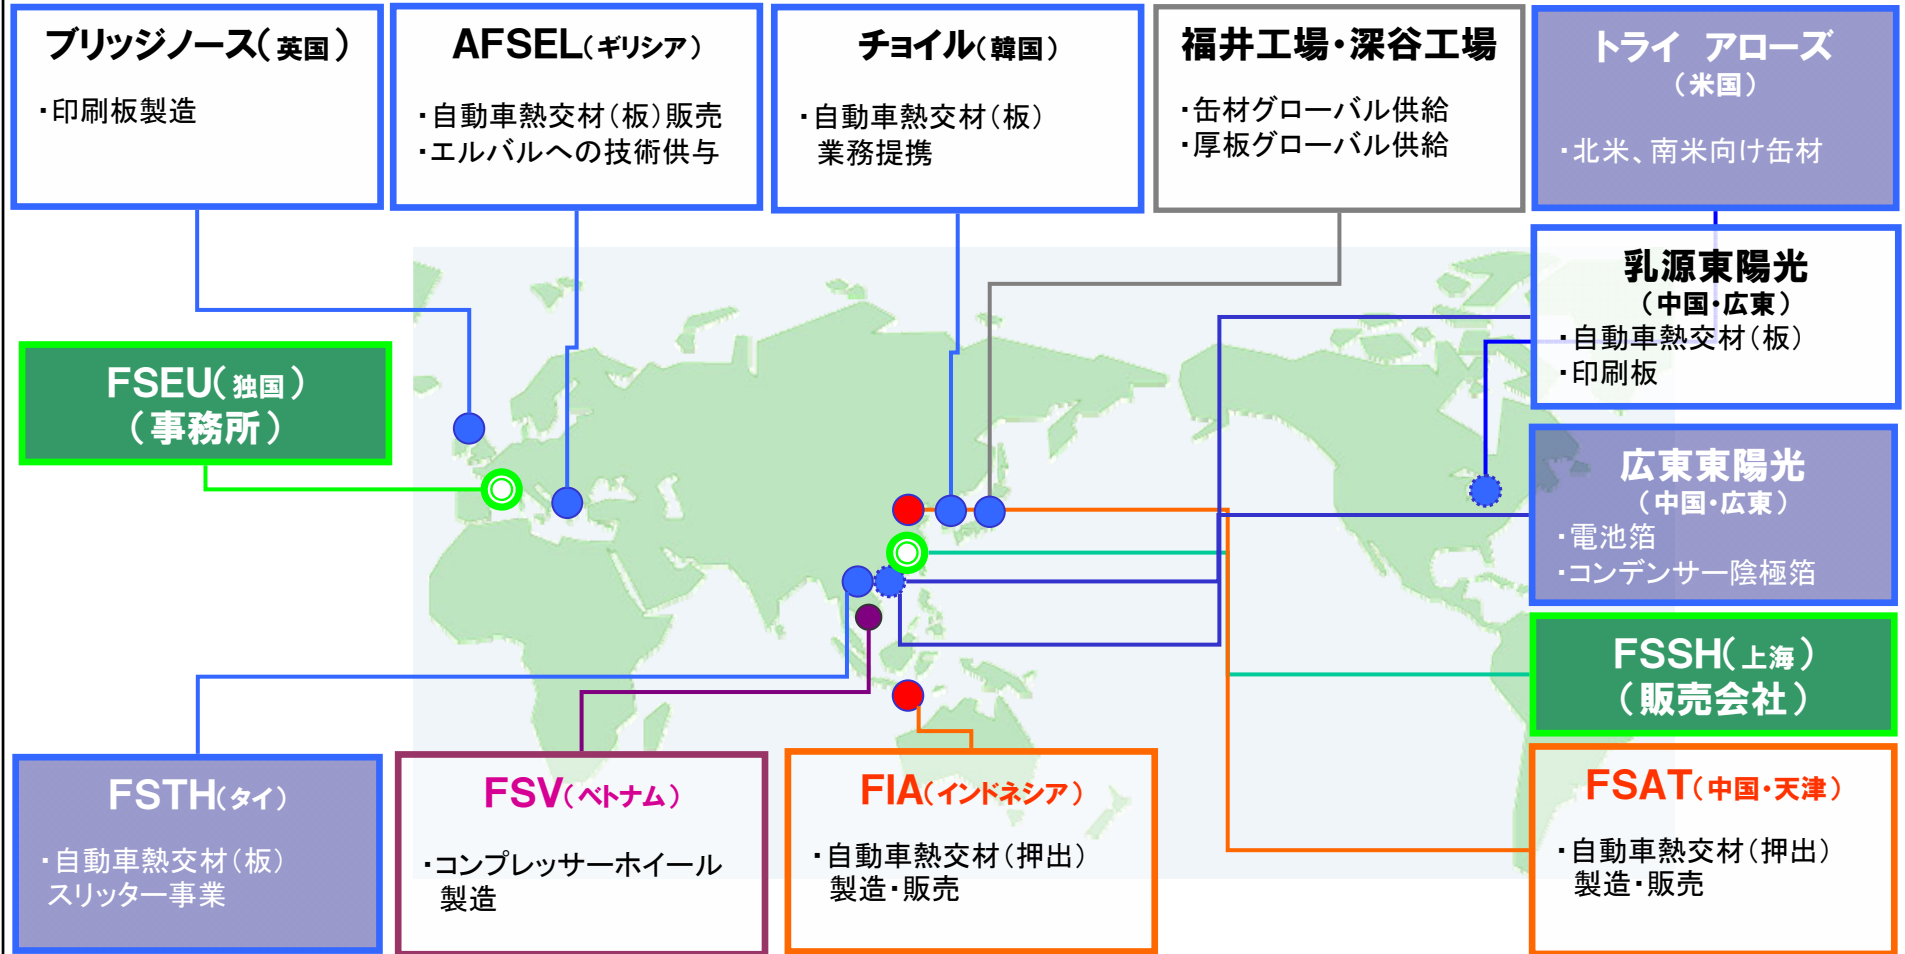 ブリッジノース(英国)
・印刷板製造
AFSEL(ギリシア)
・自動車熱交材(板)販売
・エルバルへの技術供与
チョイル(韓国)
・自動車熱交材(板)
業務提携
福井工場・深谷工場
・缶材グローバル供給
・厚板グローバル供給
トライ アローズ
(米国)
・北米、南米向け缶材
乳源東陽光
(中国・広東)
・自動車熱交材(板)
・印刷板
FSEU(独国)
(事務所)
広東東陽光
(中国・広東)
・電池箔
・コンデンサー陰極箔
FSSH(上海)
(販売会社)
FSTH(タイ)
・自動車熱交材(板)
スリッター事業
FSV(ベトナム)
・コンプレッサーホイール
製造
FIA(インドネシア)
・自動車熱交材(押出)
製造・販売
FSAT(中国・天津)
・自動車熱交材(押出)
製造・販売